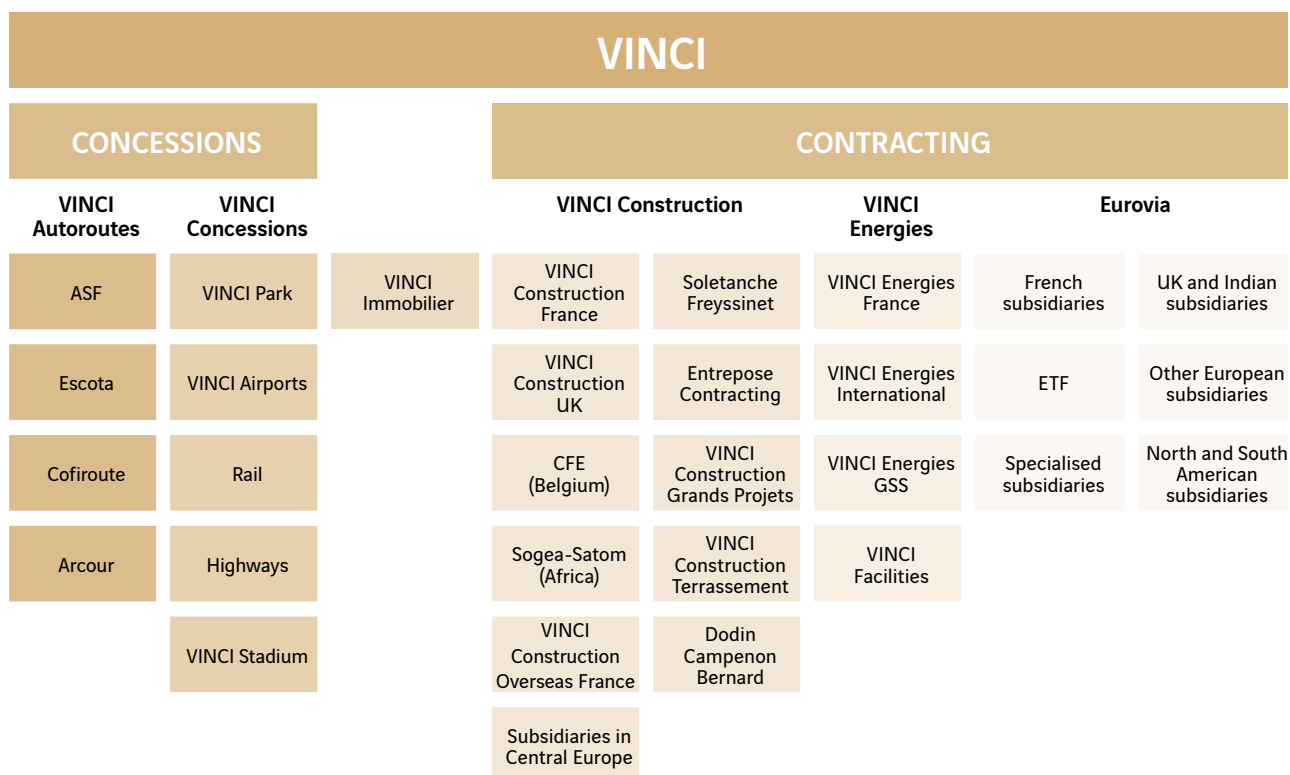 VINCI
CONCESSIONS
CONTRACTING
VINCI
Autoroutes
VINCI
Concessions
VINCI Construction
VINCI
Energies
Eurovia
ASF
VINCI Park
VINCI
Immobilier
VINCI
Construction
France
Soletanche
Freyssinet
VINCI Energies
France
French
subsidiaries
UK and Indian
subsidiaries
Escota
VINCI Airports
VINCI
Construction
UK
Entrepose
Contracting
VINCI Energies
International
ETF
Other European
subsidiaries
Cofiroute
Rail
CFE
(Belgium)
VINCI
Construction
Grands Projets
VINCI Energies
GSS
Specialised
subsidiaries
North and South
American
subsidiaries
Arcour
Highways
Sogea-Satom
(Africa)
VINCI
Construction
Terrassement
VINCI
Facilities
VINCI Stadium
VINCI
Construction
Overseas France
Dodin
Campenon
Bernard
Subsidiaries in
Central Europe